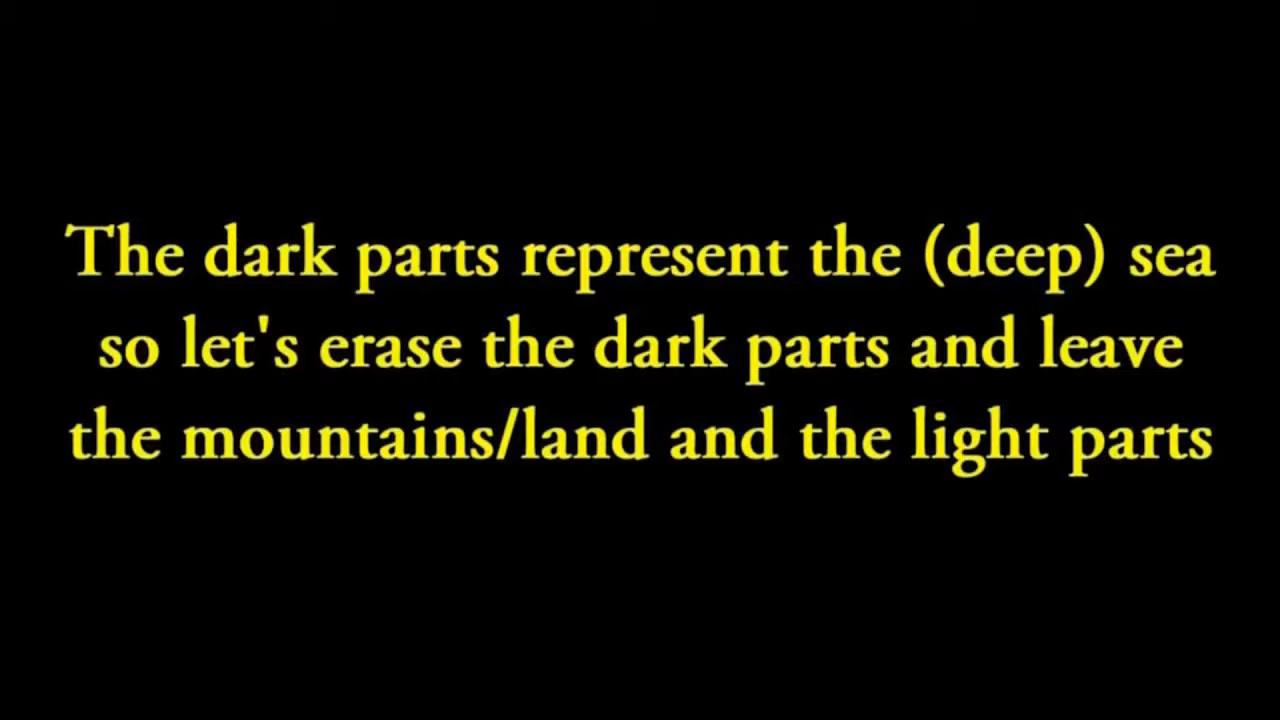 The dark parts represent the (deep) sea
so let's erase the dark parts and leave
the mountains/land and the light parts